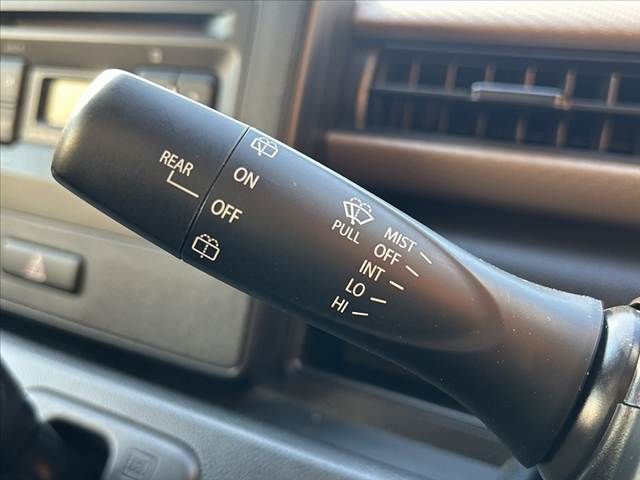 REAR
ON
OFF
PULL
MIST
OFF
INT
LO
HI